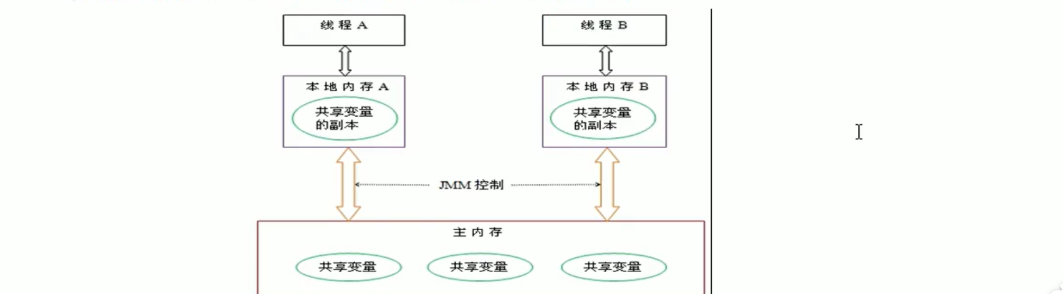 线程 A
线程 B
本地内存 A
本地内存 B
共享变量
的副本
共享变量
的副本
JMM 控制
主内存
共享变量
共享变量
共享变量